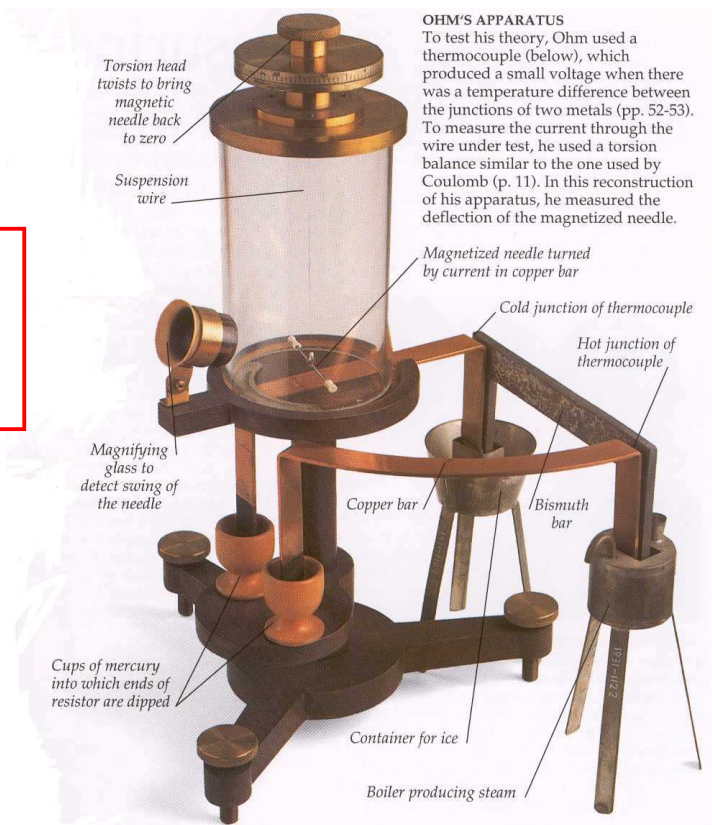 OHM'S APPARATUS
To test his theory, Ohm used a
thermocouple (below), which
produced a small voltage when there
was a temperature difference between
the junctions of two metals (pp. 52-53).
To measure the current through the
wire under test, he used a torsion
balance similar to the one used by
Coulomb (p. 11). In this reconstruction
of his apparatus, he measured the
deflection of the magnetized needle.
Torsion head
twists to bring
magnetic
needle back
to zero
Suspension
wire
Magnetized needle turned
by current in copper bar
Cold junction of thermocouple
Hot junction of
thermocouple
Magnifying
glass to
detect swing of
the needle
Copper bar
Bismuth
bar
Cups of mercury
into which ends of
resistor are dipped
Container for ice
Boiler producing steam
1931-1122